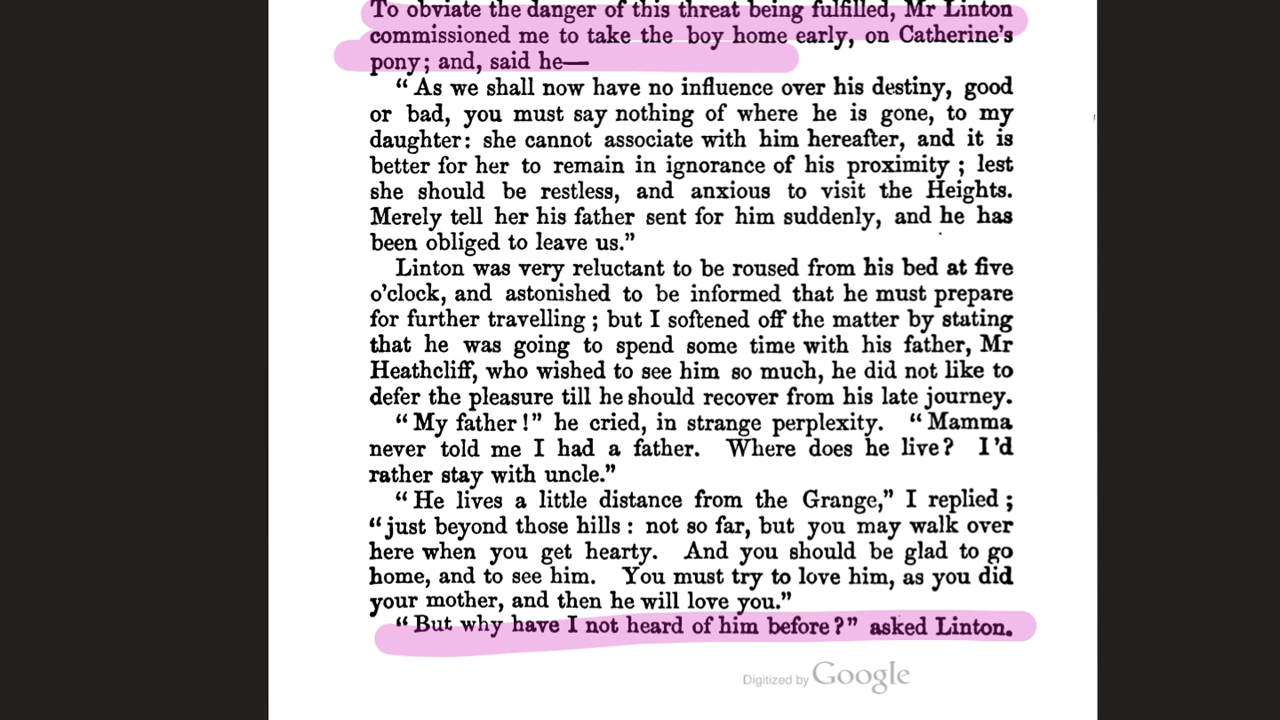 To obviate the danger of this threat being fulfilled, Mr Linton
commissioned me to take the boy home early, on Catherine's
pony; and, said he—
“ As we shall now have no influence over his destiny, good
or bad, you must say nothing of where he is gone, to my
daughter: she cannot associate with him hereafter, and it is
better for her to remain in ignorance of his proximity ; lest
she should be restless, and anxious to visit the Heights.
Merely tell her his father sent for him suddenly, and he has
been obliged to leave us.”
Linton was very reluctant to be roused from his bed at five
o'clock, and astonished to be informed that he must prepare
for further travelling ; but I softened off the matter by stating
that he was going to spend some time with his father, Mr
Heathcliff, who wished to see him so much, he did not like to
defer the pleasure till he should recover from his late journey.
“ My father !” he cried, in strange perplexity. “ Mamma
never told me I had a father. Where does he live? I'd
rather stay with uncle.”
“ He lives a little distance from the Grange,” I replied ;
“ just beyond those hills : not so far, but you may walk over
here when you get hearty. And you should be glad to go
home, and to see him. You must try to love him, as you did
your mother, and then he will love you.”
“ But why have I not heard of him before ?” asked Linton.
Digitized by Google